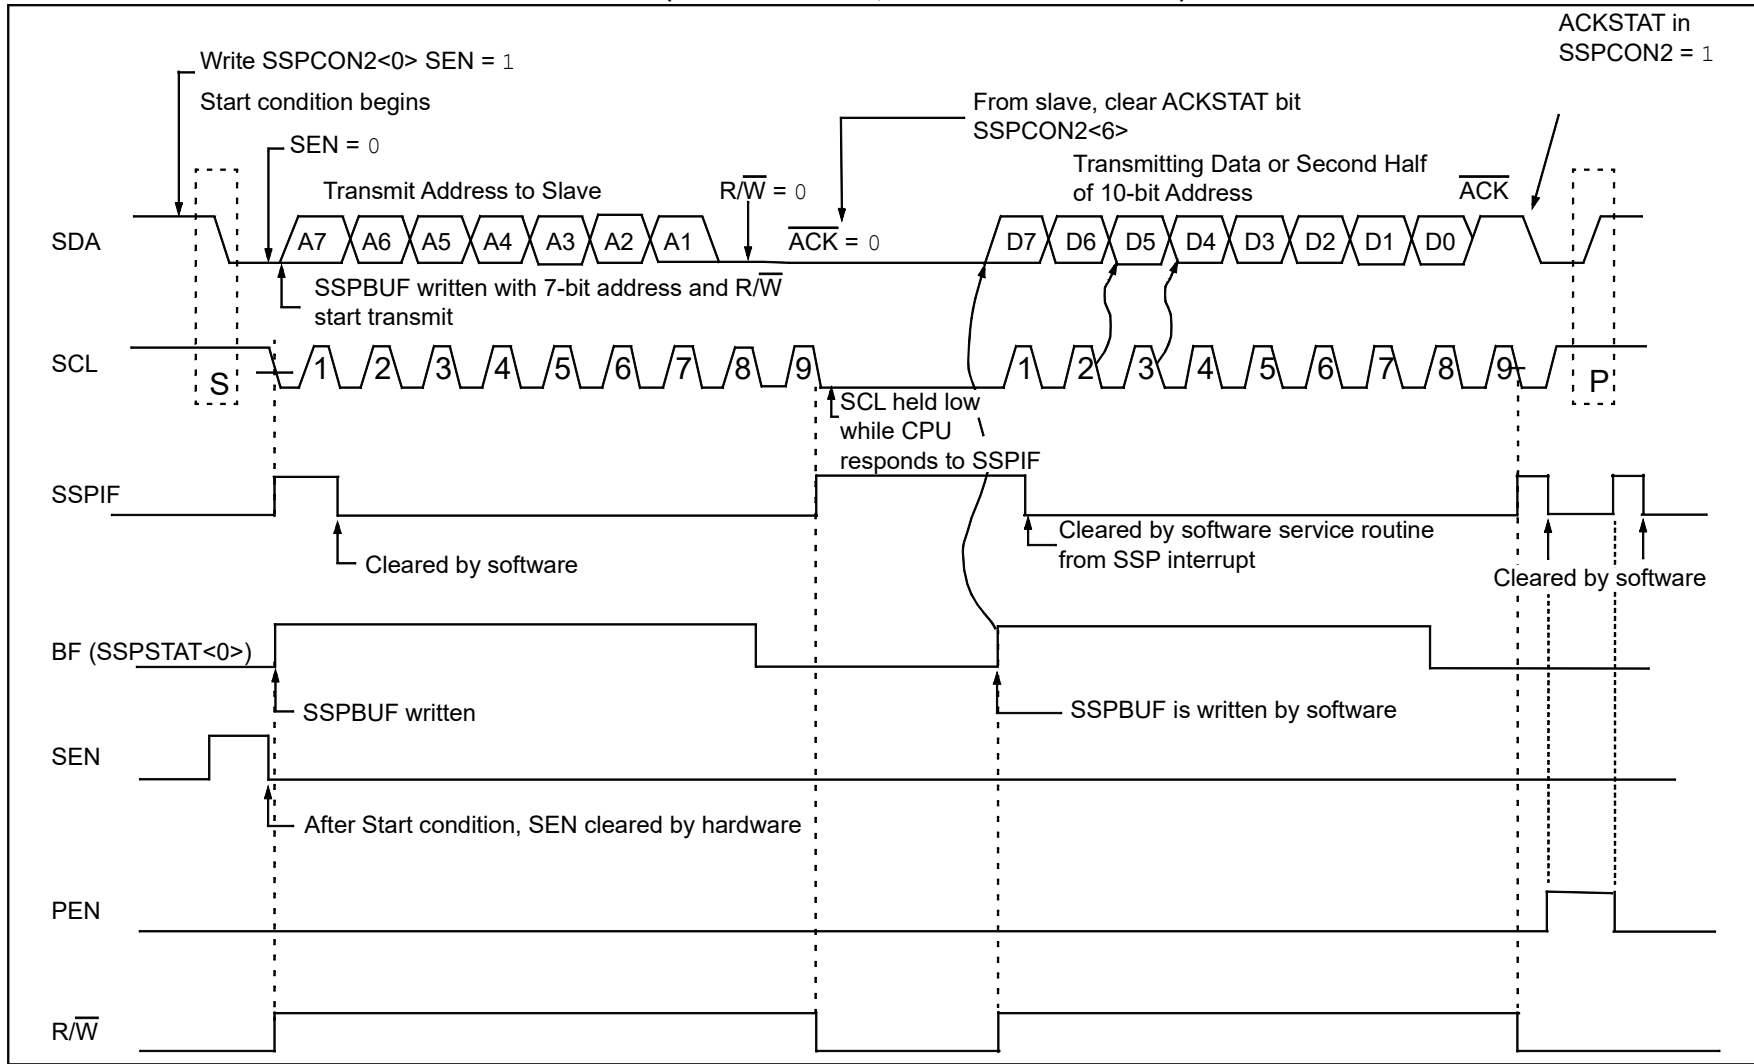 ACKSTAT in
SSPCON2 = 1
Write SSPCON2<0> SEN = 1
Start condition begins
From slave, clear ACKSTAT bit
SSPCON2<6>
SEN = 0
Transmitting Data or Second Half
of 10-bit Address
Transmit Address to Slave
R/W̅ = 0
A̅C̅K̅
SDA
A7 A6 A5 A4 A3 A2 A1
A̅C̅K̅ = 0
D7 D6 D5 D4 D3 D2 D1 D0
SSPBUF written with 7-bit address and R/W̅
start transmit
SCL
S
1 2 3 4 5 6 7 8 9
1 2 3 4 5 6 7 8 9
P
SCL held low
while CPU
responds to SSPIF
SSPIF
Cleared by software
Cleared by software service routine
from SSP interrupt
Cleared by software
BF (SSPSTAT<0>)
SSPBUF written
SSPBUF is written by software
SEN
After Start condition, SEN cleared by hardware
PEN
R/W̅